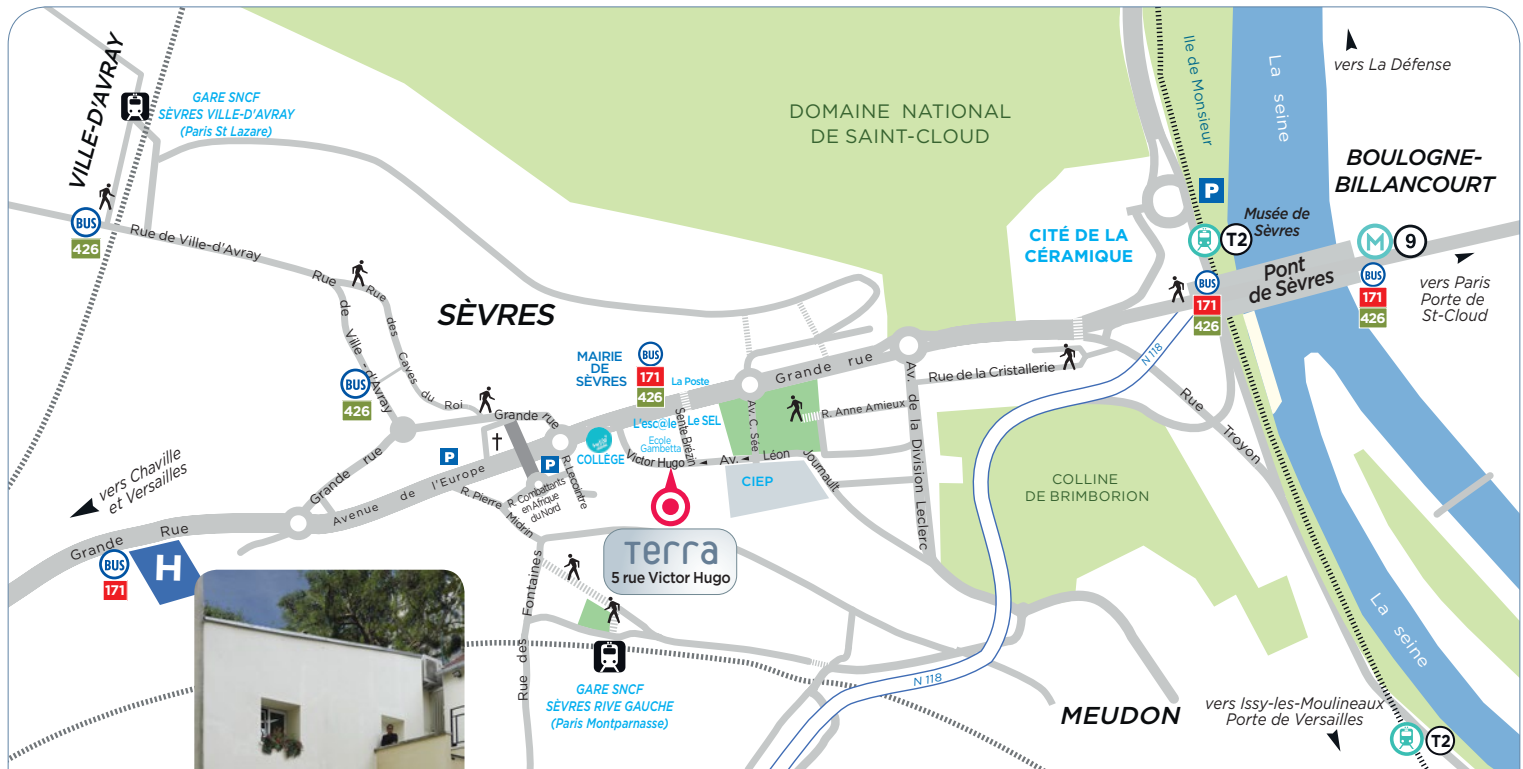 VILLE-D'AVRAY
GARE SNCF
SÈVRES VILLE-D'AVRAY
(Paris St Lazare)
BUS
426
Rue de Ville-d'Avray
Rue de Ville-d'Avray
Rue des Caves du Roi
BUS
426
SÈVRES
DOMAINE NATIONAL
DE SAINT-CLOUD
Ile de Monsieur
La seine
vers La Défense
BOULOGNE-
BILLANCOURT
P
Musée de
Sèvres
T2
M
9
CITÉ DE LA
CÉRAMIQUE
Pont
de Sèvres
BUS
171
426
BUS
171
426
vers Paris
Porte de
St-Cloud
N 118
MAIRIE
DE
SÈVRES
BUS
171
426
La Poste
Grande rue
Rue de la Cristallerie
Av. de la Division Leclerc
Rue Troyon
Grande rue
L'esc@le
Le SEL
Ecole
Gambetta
Sente Brézin
Av. C. Sée
R. Anne Amieux
COLLÈGE
Victor Hugo
Av. Léon Journault
CIEP
COLLINE
DE BRIMBORION
P
P
R. Lecointre
R. Combattants
en Afrique
du Nord
R. Pierre Midrin
Avenue de l'Europe
Grande rue
vers Chaville
et Versailles
Grande Rue
BUS
171
H
Terra
5 rue Victor Hugo
Rue des Fontaines
GARE SNCF
SÈVRES RIVE GAUCHE
(Paris Montparnasse)
N 118
MEUDON
La seine
vers Issy-les-Moulineaux
Porte de Versailles
T2